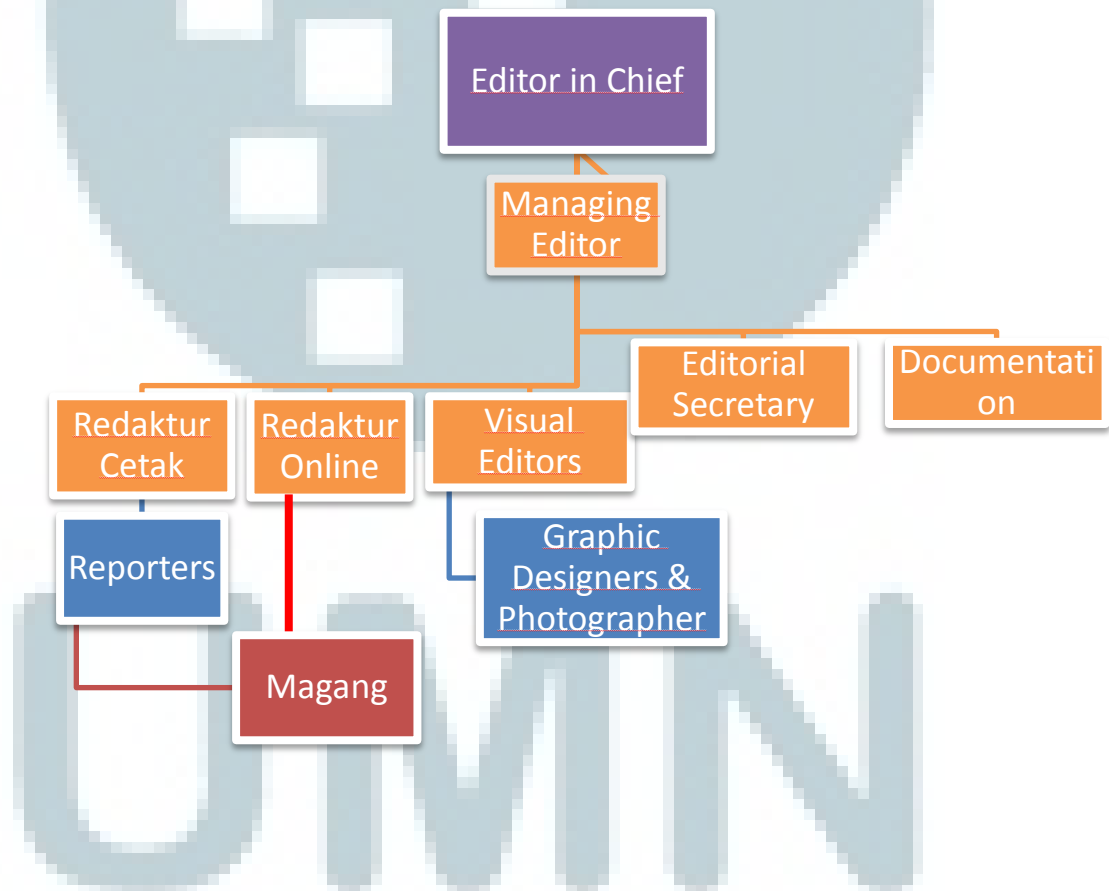 Editor in Chief
Managing
Editor
Editorial
Secretary
Documentati
on
Redaktur
Cetak
Redaktur
Online
Visual
Editors
Reporters
Graphic
Designers &
Photographer
Magang
UMN